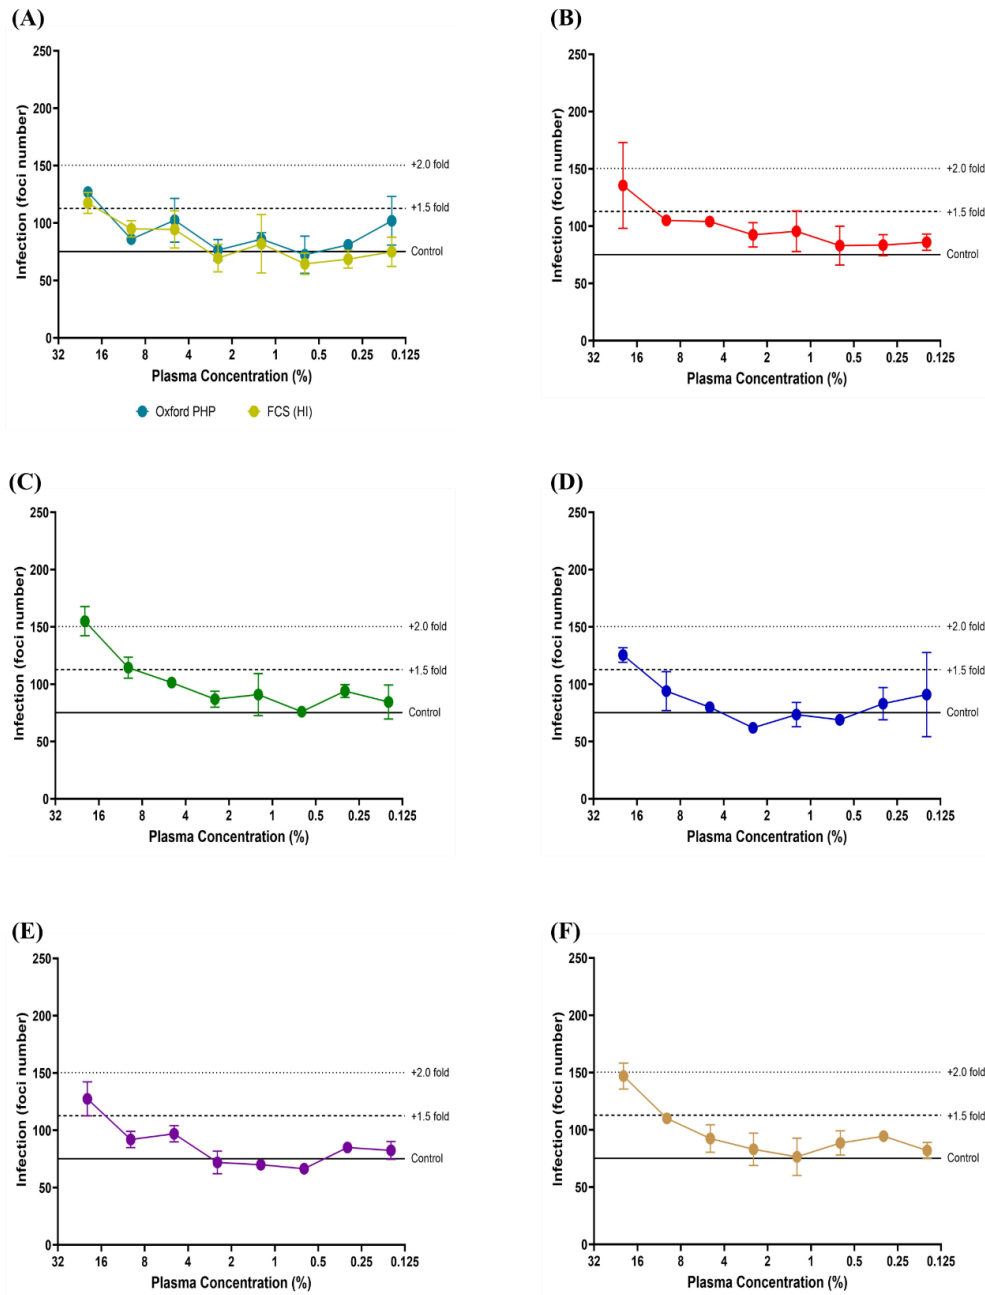 (A)
Infection (foci number)
250
200
150
100
50
0
+2.0 fold
+1.5 fold
Control
32 16 8 4 2 1 0.5 0.25 0.125
Plasma Concentration (%)
Oxford PHP FCS (HI)
(B)
Infection (foci number)
250
200
150
100
50
0
+2.0 fold
+1.5 fold
Control
32 16 8 4 2 1 0.5 0.25 0.125
Plasma Concentration (%)
(C)
Infection (foci number)
250
200
150
100
50
0
+2.0 fold
+1.5 fold
Control
32 16 8 4 2 1 0.5 0.25 0.125
Plasma Concentration (%)
(D)
Infection (foci number)
250
200
150
100
50
0
+2.0 fold
+1.5 fold
Control
32 16 8 4 2 1 0.5 0.25 0.125
Plasma Concentration (%)
(E)
Infection (foci number)
250
200
150
100
50
0
+2.0 fold
+1.5 fold
Control
32 16 8 4 2 1 0.5 0.25 0.125
Plasma Concentration (%)
(F)
Infection (foci number)
250
200
150
100
50
0
+2.0 fold
+1.5 fold
Control
32 16 8 4 2 1 0.5 0.25 0.125
Plasma Concentration (%)